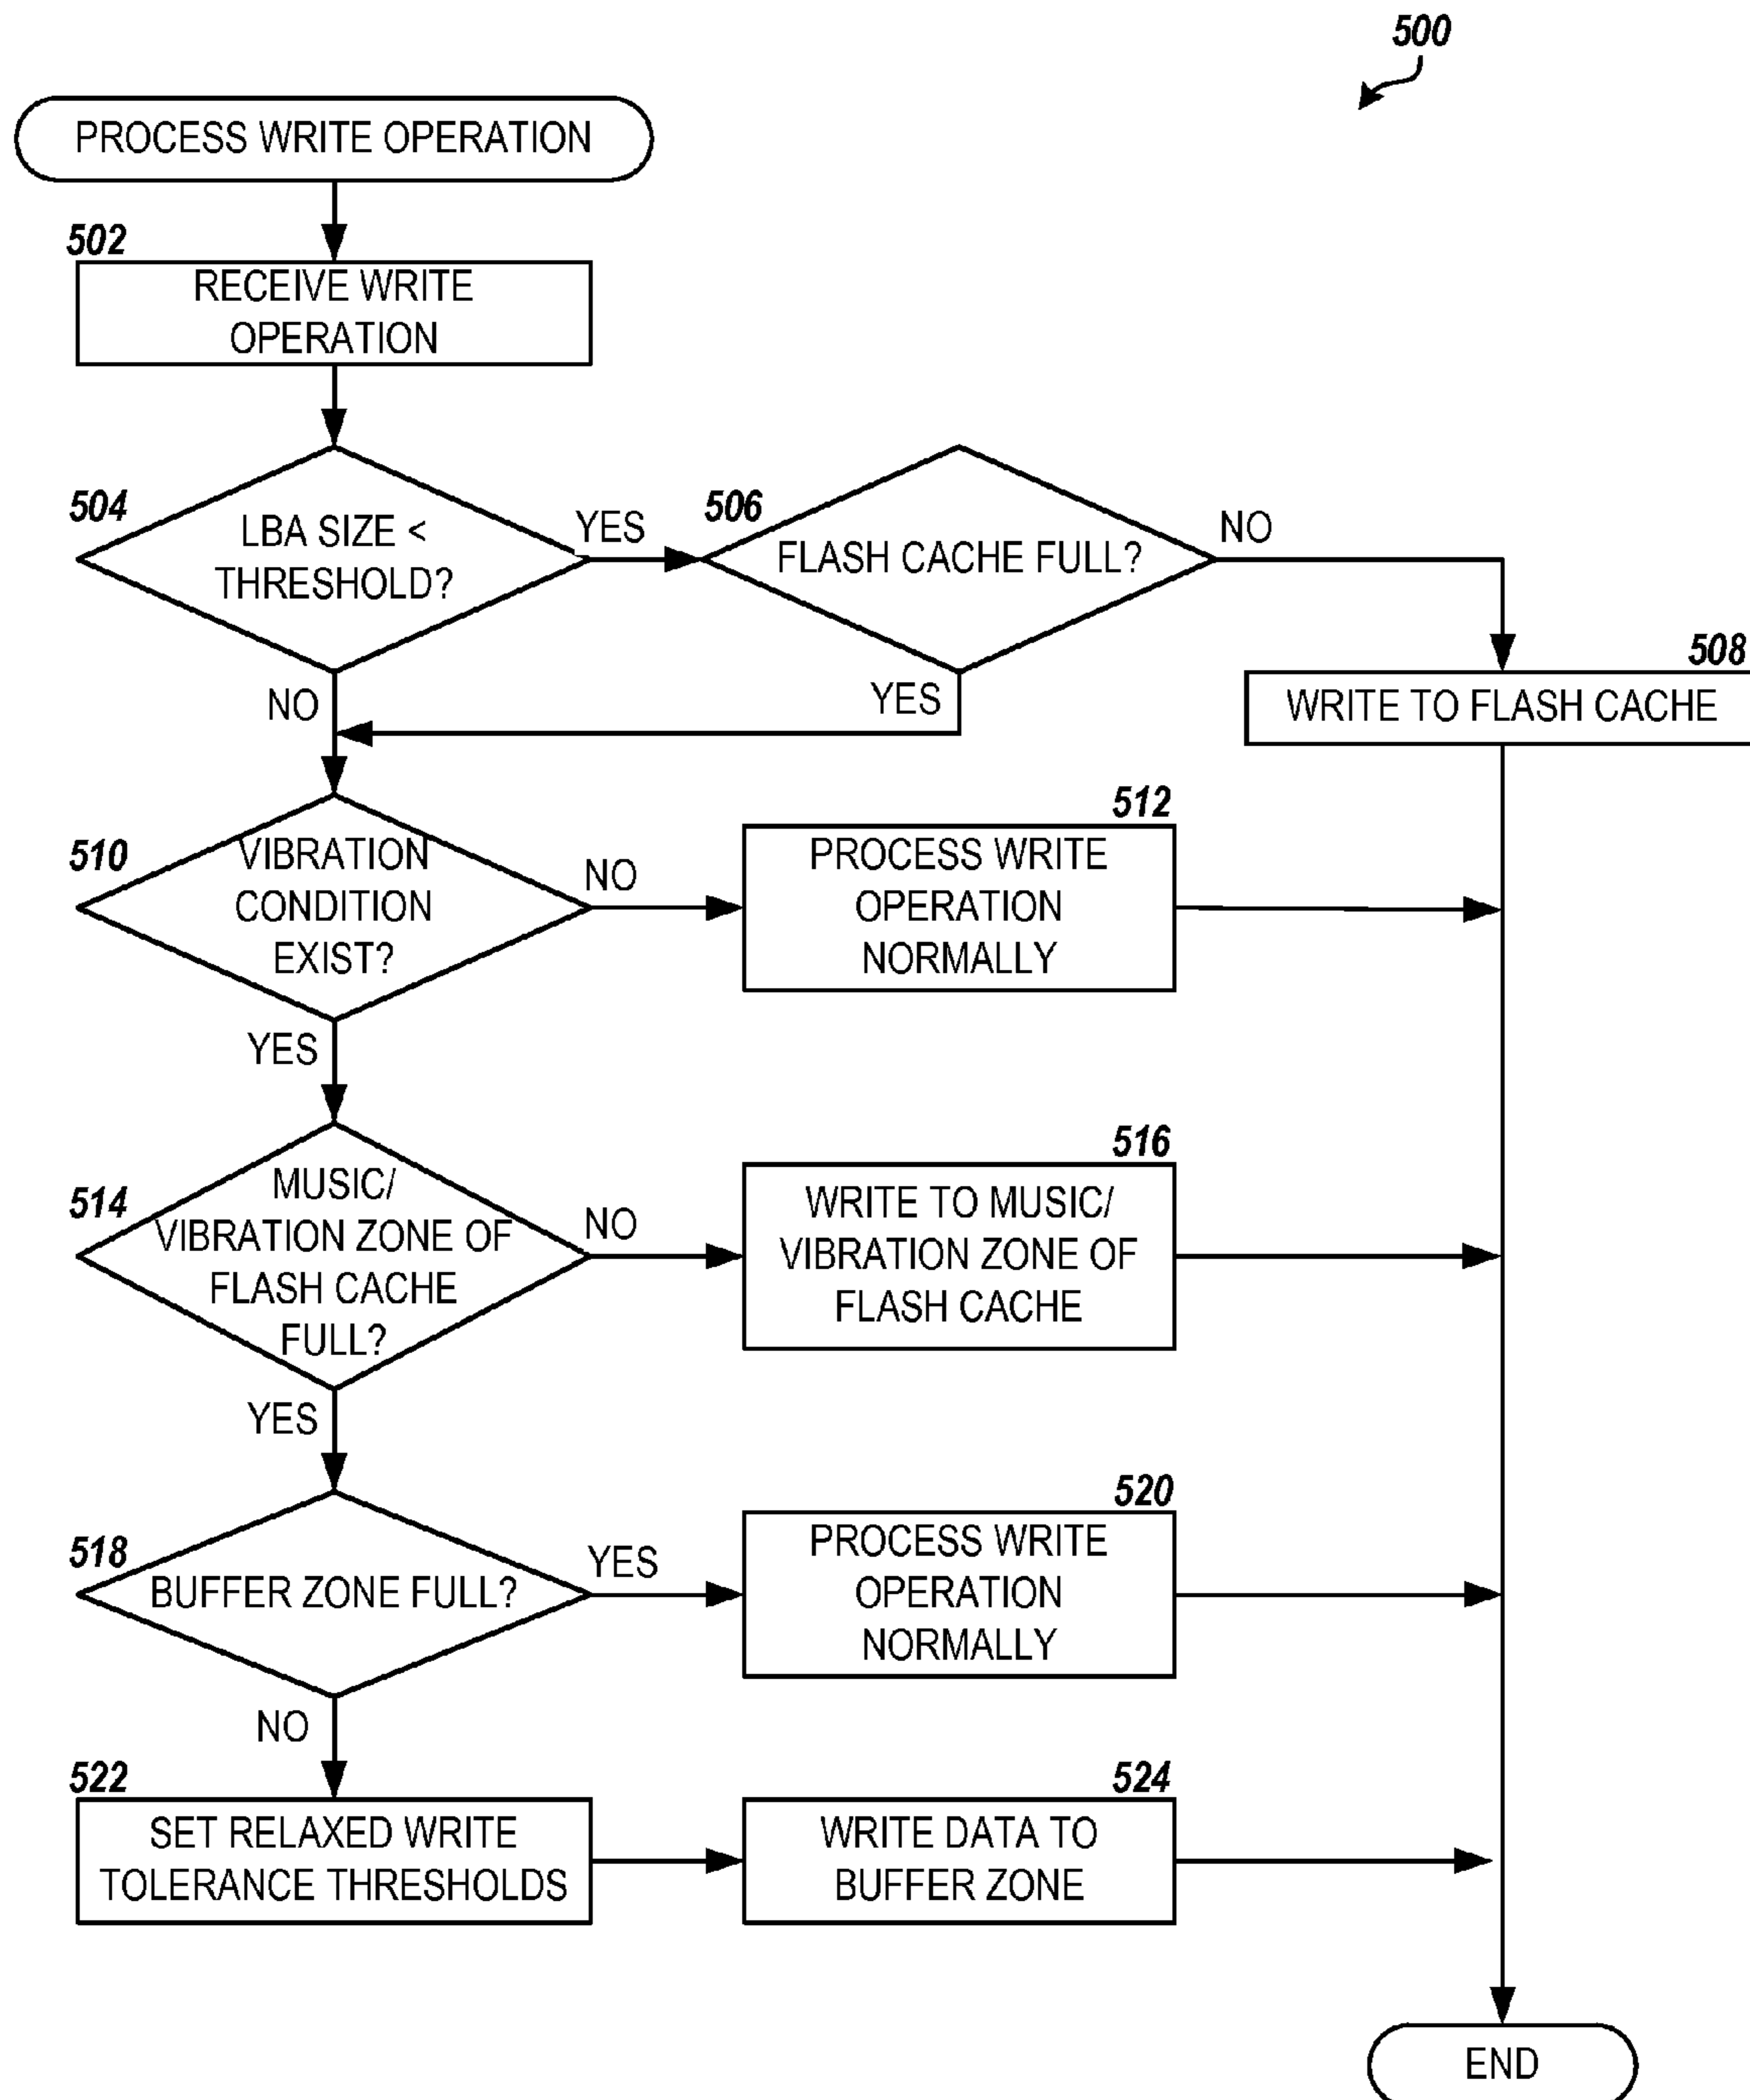 500
PROCESS WRITE OPERATION
502
RECEIVE WRITE
OPERATION
504
LBA SIZE <
THRESHOLD?
YES
NO
506
FLASH CACHE FULL?
NO
YES
508
WRITE TO FLASH CACHE
510
VIBRATION
CONDITION
EXIST?
NO
YES
512
PROCESS WRITE
OPERATION
NORMALLY
514
MUSIC/
VIBRATION ZONE OF
FLASH CACHE
FULL?
NO
YES
516
WRITE TO MUSIC/
VIBRATION ZONE OF
FLASH CACHE
518
BUFFER ZONE FULL?
YES
NO
520
PROCESS WRITE
OPERATION
NORMALLY
522
SET RELAXED WRITE
TOLERANCE THRESHOLDS
524
WRITE DATA TO
BUFFER ZONE
END